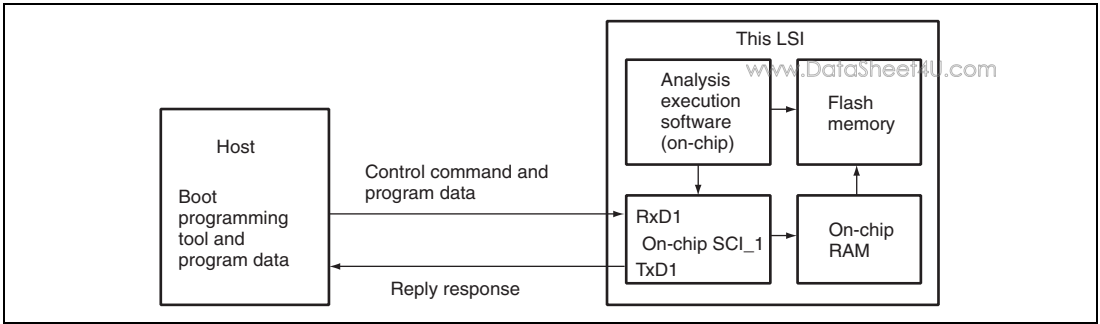 This LSI
www.DataSheet4U.com
Analysis
execution
software
(on-chip)
Flash
memory
Host
Boot
programming
tool and
program data
Control command and
program data
RxD1
On-chip SCI_1
TxD1
On-chip
RAM
Reply response